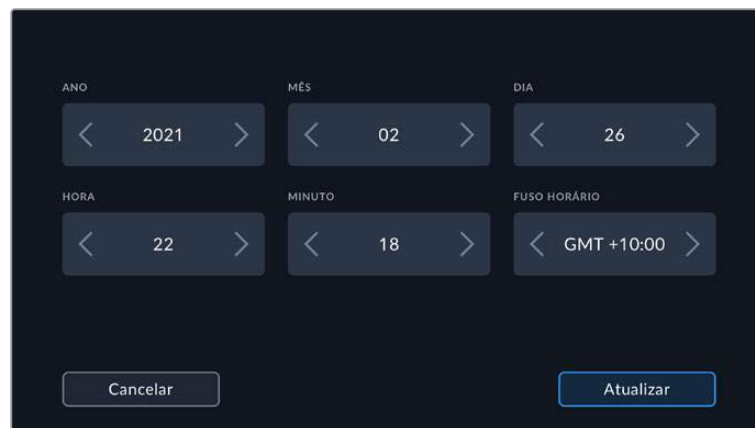 ANO MÊS DIA
2021 02 26
HORA MINUTO FUSO HORÁRIO
22 18 GMT +10:00
Cancelar Atualizar